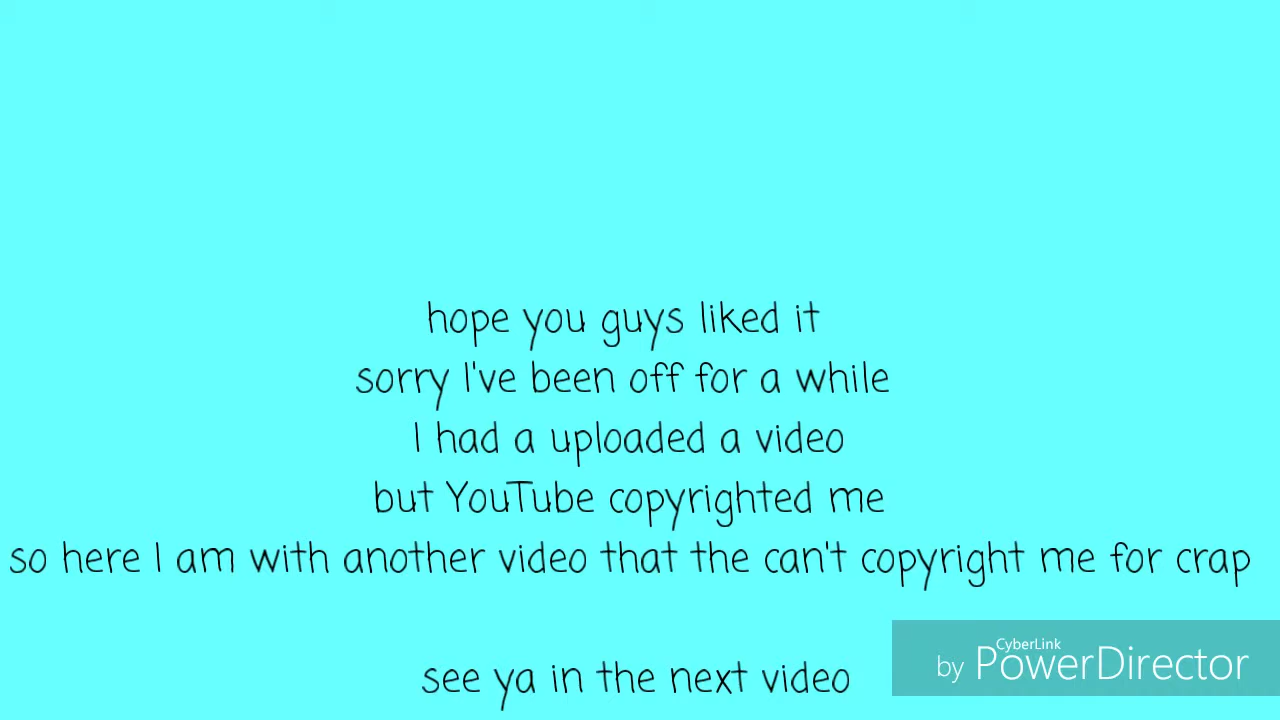 hope you guys liked it
sorry I've been off for a while
I had a uploaded a video
but YouTube copyrighted me
so here I am with another video that the can't copyright me for crap
see ya in the next video
CyberLink
by PowerDirector